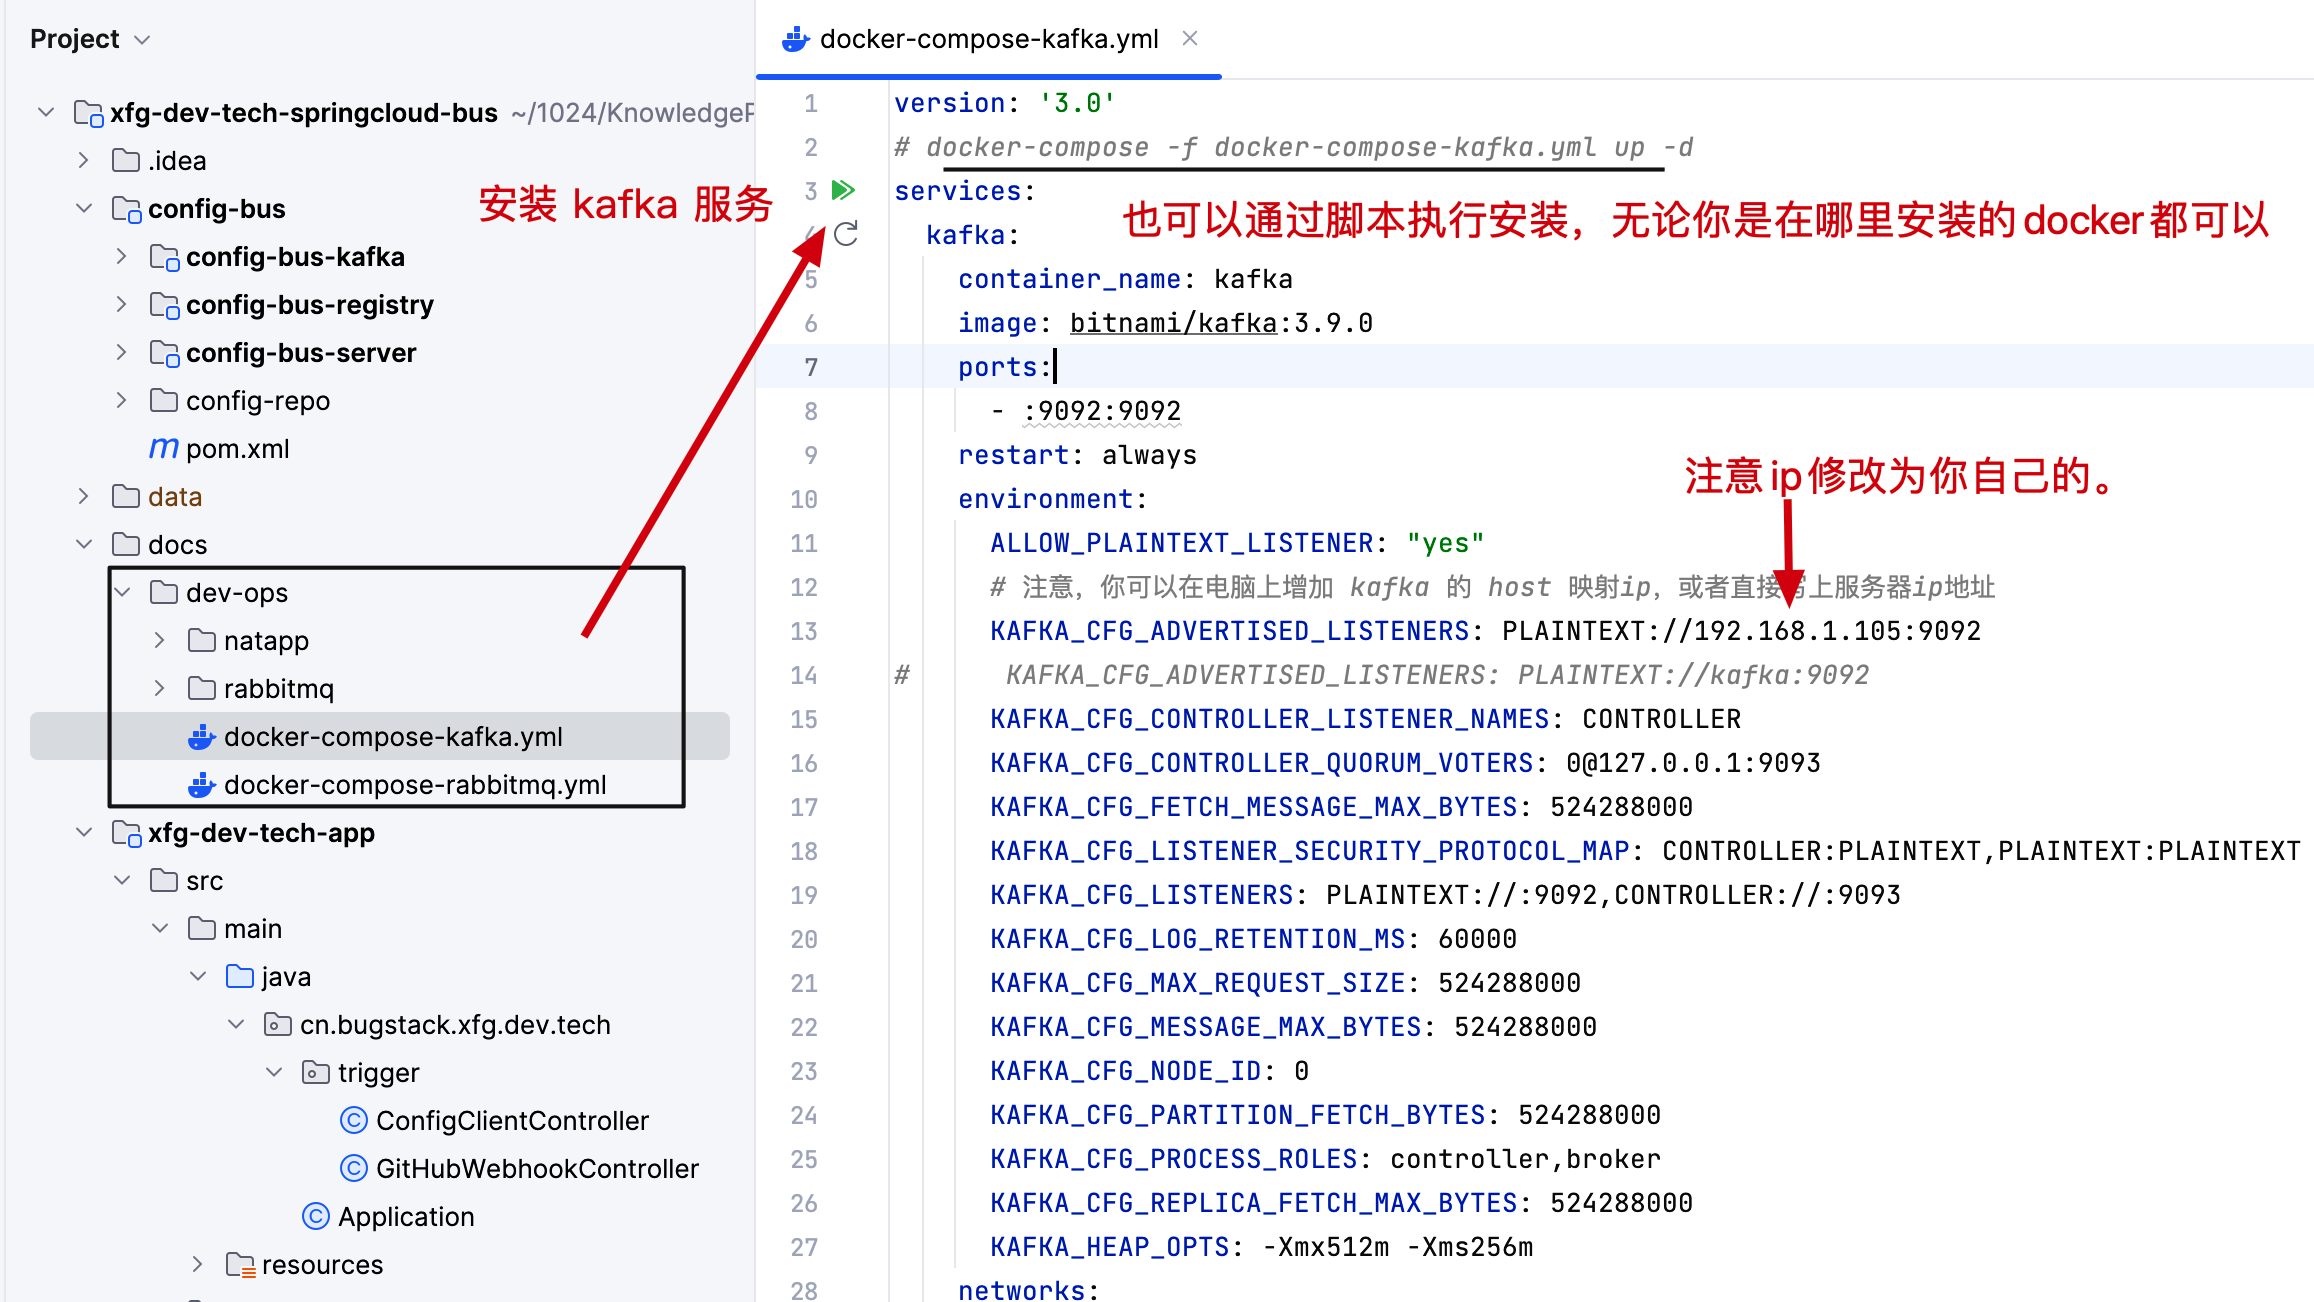 Project
docker-compose-kafka.yml
xfg-dev-tech-springcloud-bus ~/1024/Knowledge
.idea
config-bus
config-bus-kafka
config-bus-registry
config-bus-server
config-repo
pom.xml
data
docs
dev-ops
natapp
rabbitmq
docker-compose-kafka.yml
docker-compose-rabbitmq.yml
xfg-dev-tech-app
src
main
java
cn.bugstack.xfg.dev.tech
trigger
ConfigClientController
GitHubWebhookController
Application
resources
安装 kafka 服务
1 version: '3.0'
2 # docker-compose -f docker-compose-kafka.yml up -d
3 services:
也可以通过脚本执行安装，无论你是在哪里安装的docker都可以
4 kafka:
5 container_name: kafka
6 image: bitnami/kafka:3.9.0
7 ports:
8 - :9092:9092
9 restart: always
注意ip修改为你自己的。
10 environment:
11 ALLOW_PLAINTEXT_LISTENER: "yes"
12 # 注意，你可以在电脑上增加 kafka 的 host 映射ip，或者直接写上服务器ip地址
13 KAFKA_CFG_ADVERTISED_LISTENERS: PLAINTEXT://192.168.1.105:9092
14 # KAFKA_CFG_ADVERTISED_LISTENERS: PLAINTEXT://kafka:9092
15 KAFKA_CFG_CONTROLLER_LISTENER_NAMES: CONTROLLER
16 KAFKA_CFG_CONTROLLER_QUORUM_VOTERS: 0@127.0.0.1:9093
17 KAFKA_CFG_FETCH_MESSAGE_MAX_BYTES: 524288000
18 KAFKA_CFG_LISTENER_SECURITY_PROTOCOL_MAP: CONTROLLER:PLAINTEXT,PLAINTEXT:PLAINTEXT
19 KAFKA_CFG_LISTENERS: PLAINTEXT://:9092,CONTROLLER://:9093
20 KAFKA_CFG_LOG_RETENTION_MS: 60000
21 KAFKA_CFG_MAX_REQUEST_SIZE: 524288000
22 KAFKA_CFG_MESSAGE_MAX_BYTES: 524288000
23 KAFKA_CFG_NODE_ID: 0
24 KAFKA_CFG_PARTITION_FETCH_BYTES: 524288000
25 KAFKA_CFG_PROCESS_ROLES: controller,broker
26 KAFKA_CFG_REPLICA_FETCH_MAX_BYTES: 524288000
27 KAFKA_HEAP_OPTS: -Xmx512m -Xms256m
28 networks: